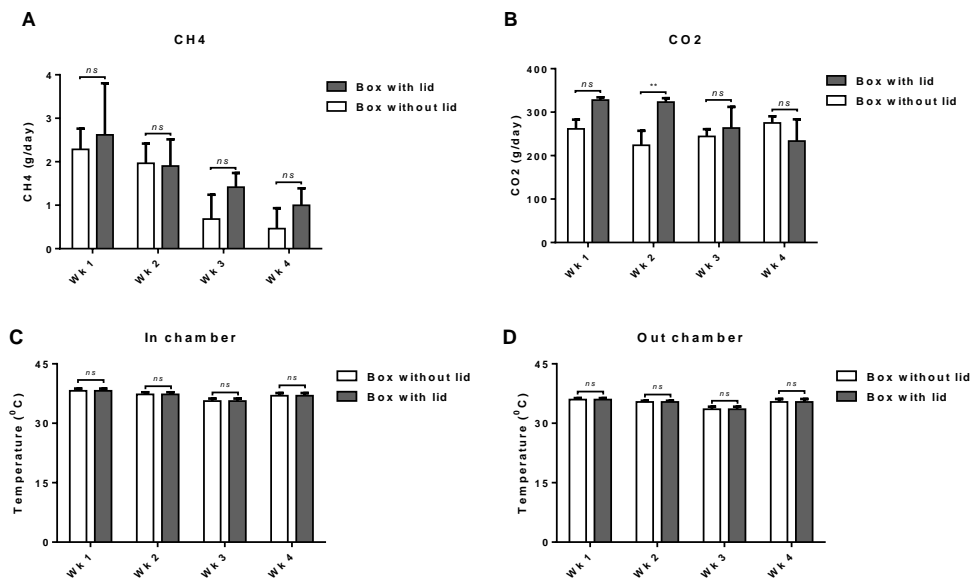 A
CH4
CH4 (g/day)
4
3
2
1
0
ns
ns
ns
ns
Wk 1
Wk 2
Wk 3
Wk 4
Box with lid
Box without lid
B
CO2
CO2 (g/day)
400
300
200
100
0
ns
**
ns
ns
Wk 1
Wk 2
Wk 3
Wk 4
Box with lid
Box without lid
C
In chamber
Temperature (⁰C)
45
30
15
0
ns
ns
ns
ns
Wk 1
Wk 2
Wk 3
Wk 4
Box without lid
Box with lid
D
Out chamber
Temperature (⁰C)
45
30
15
0
ns
ns
ns
ns
Wk 1
Wk 2
Wk 3
Wk 4
Box without lid
Box with lid